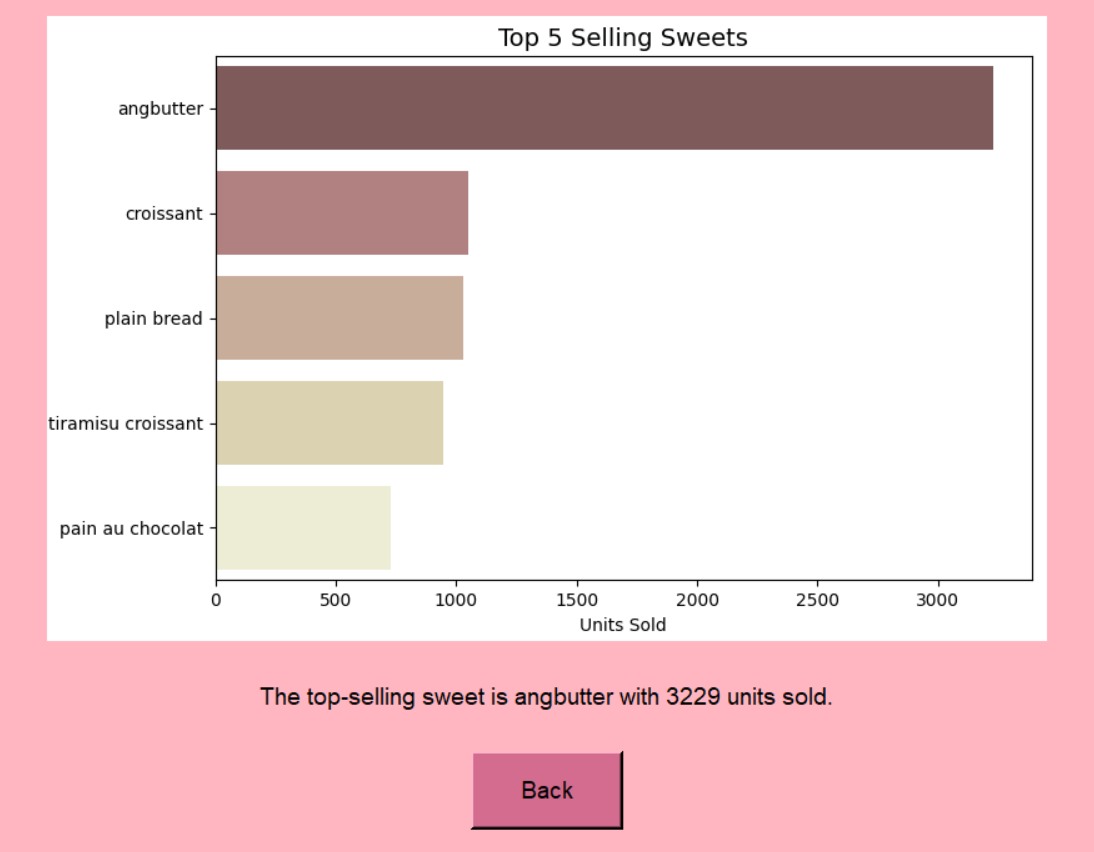 Top 5 Selling Sweets
angbutter
croissant
plain bread
tiramisu croissant
pain au chocolat
0 500 1000 1500 2000 2500 3000
Units Sold
The top-selling sweet is angbutter with 3229 units sold.
Back